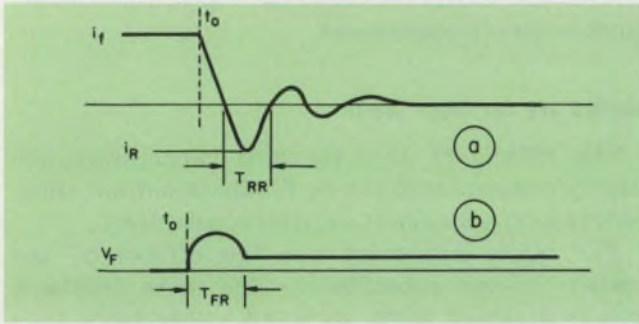 i_f t_o
i_R
T_RR
a
t_o b
V_F
T_FR